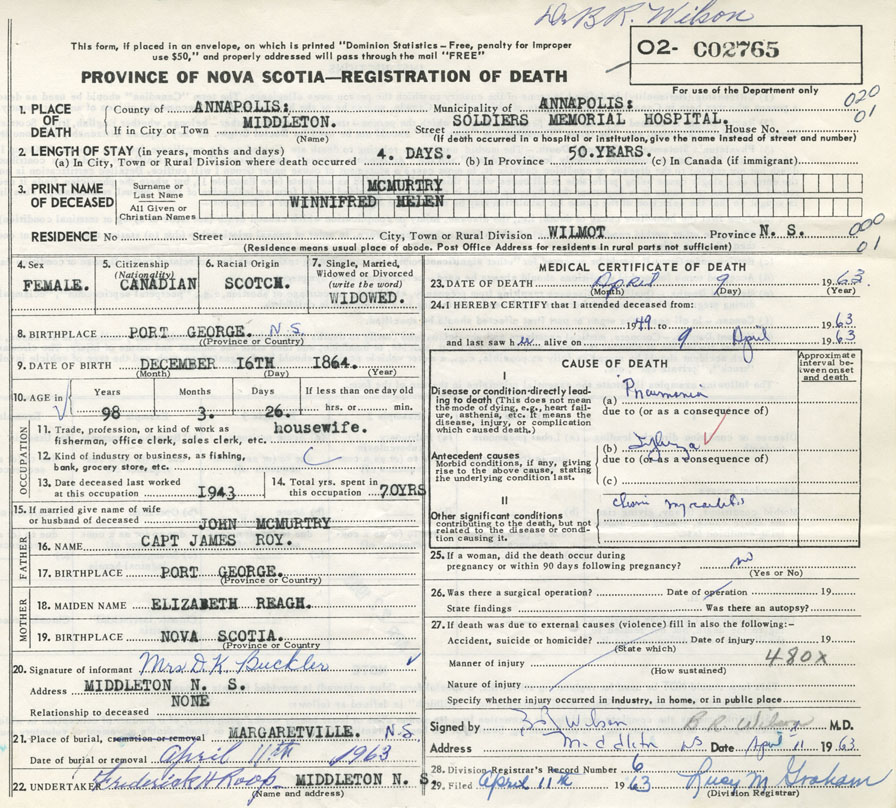 Dr B R. Wilson
This form, if placed in an envelope, on which is printed "Dominion Statistics—Free, penalty for improper
use $50," and properly addressed will pass through the mail "FREE"
O2- C02765
PROVINCE OF NOVA SCOTIA—REGISTRATION OF DEATH
For use of the Department only
020
01
1. PLACE OF DEATH
County of ANNAPOLIS: Municipality of ANNAPOLIS:
If in City or Town MIDDLETON. Street SOLDIERS MEMORIAL HOSPITAL. House No.
(Name) (If death occurred in a hospital or institution, give the name instead of street and number)
2. LENGTH OF STAY (in years, months and days)
(a) In City, Town or Rural Division where death occurred 4. DAYS. (b) In Province 50.YEARS. (c) In Canada (if immigrant)
3. PRINT NAME OF DECEASED
Surname or Last Name MCMURTRY
All Given or Christian Names WINNIFRED HELEN
000
01
RESIDENCE No Street City, Town or Rural Division WILMOT Province N. S.
(Residence means usual place of abode. Post Office Address for residents in rural parts not sufficient)
4. Sex
FEMALE.
5. Citizenship
(Nationality)
CANADIAN
6. Racial Origin
SCOTCH.
7. Single, Married,
Widowed or Divorced
(write the word)
WIDOWED.
8. BIRTHPLACE PORT GEORGE. N.S.
(Province or Country)
9. DATE OF BIRTH DECEMBER 16TH 1864.
(Month) (Day) (Year)
10. AGE in
Years Months Days If less than one day old
98 3. 26. hrs. or min.
OCCUPATION
11. Trade, profession, or kind of work as housewife.
fisherman, office clerk, sales clerk, etc.
12. Kind of industry or business, as fishing,
bank, grocery store, etc.
13. Date deceased last worked
at this occupation 1943
14. Total yrs. spent in
this occupation 70YRS
15. If married give name of wife
or husband of deceased JOHN MCMURTRY
FATHER
16. NAME CAPT JAMES ROY.
17. BIRTHPLACE PORT GEORGE.
(Province or Country)
MOTHER
18. MAIDEN NAME ELIZABETH REAGH.
19. BIRTHPLACE NOVA SCOTIA.
(Province or Country
20. Signature of informant Mrs. D.K. Buckler
Address MIDDLETON N. S.
Relationship to deceased NONE
21. Place of burial, cremation or removal MARGARETVILLE. N.S.
Date of burial or removal April 11th 1963
22. UNDERTAKER Frederick H Roop MIDDLETON N. S.
(Name and address)
MEDICAL CERTIFICATE OF DEATH
23. DATE OF DEATH April 9 1963
(Month) (Day) (Year)
24. I HEREBY CERTIFY that I attended deceased from:
1949 to 1963
and last saw h er alive on 9 April 1963
CAUSE OF DEATH
Approximate interval between onset and death
I
Disease or condition directly leading to death (This does not mean the mode of dying, e.g., heart failure, asthenia, etc. It means the disease, injury, or complication which caused death.)
(a) Pneumonia
due to (or as a consequence of)
Antecedent causes
Morbid conditions, if any, giving rise to the above cause, stating the underlying condition last.
(b)
due to (or as a consequence of)
(c)
II
Other significant conditions
contributing to the death, but not related to the disease or condition causing it.
25. If a woman, did the death occur during
pregnancy or within 90 days following pregnancy? no
(Yes or No)
26. Was there a surgical operation? Date of operation 19
State findings Was there an autopsy?
27. If death was due to external causes (violence) fill in also the following:—
Accident, suicide or homicide? Date of injury 19
(State which)
Manner of injury 480x
(How sustained)
Nature of injury
Specify whether injury occurred in Industry, in home, or in public place
Signed by Wilson B R Wilson M.D.
Address Middleton NS Date April 11 1963
28. Division Registrar's Record Number 6
29. Filed April 11th 1963 Lucy M Graham
(Division Registrar)